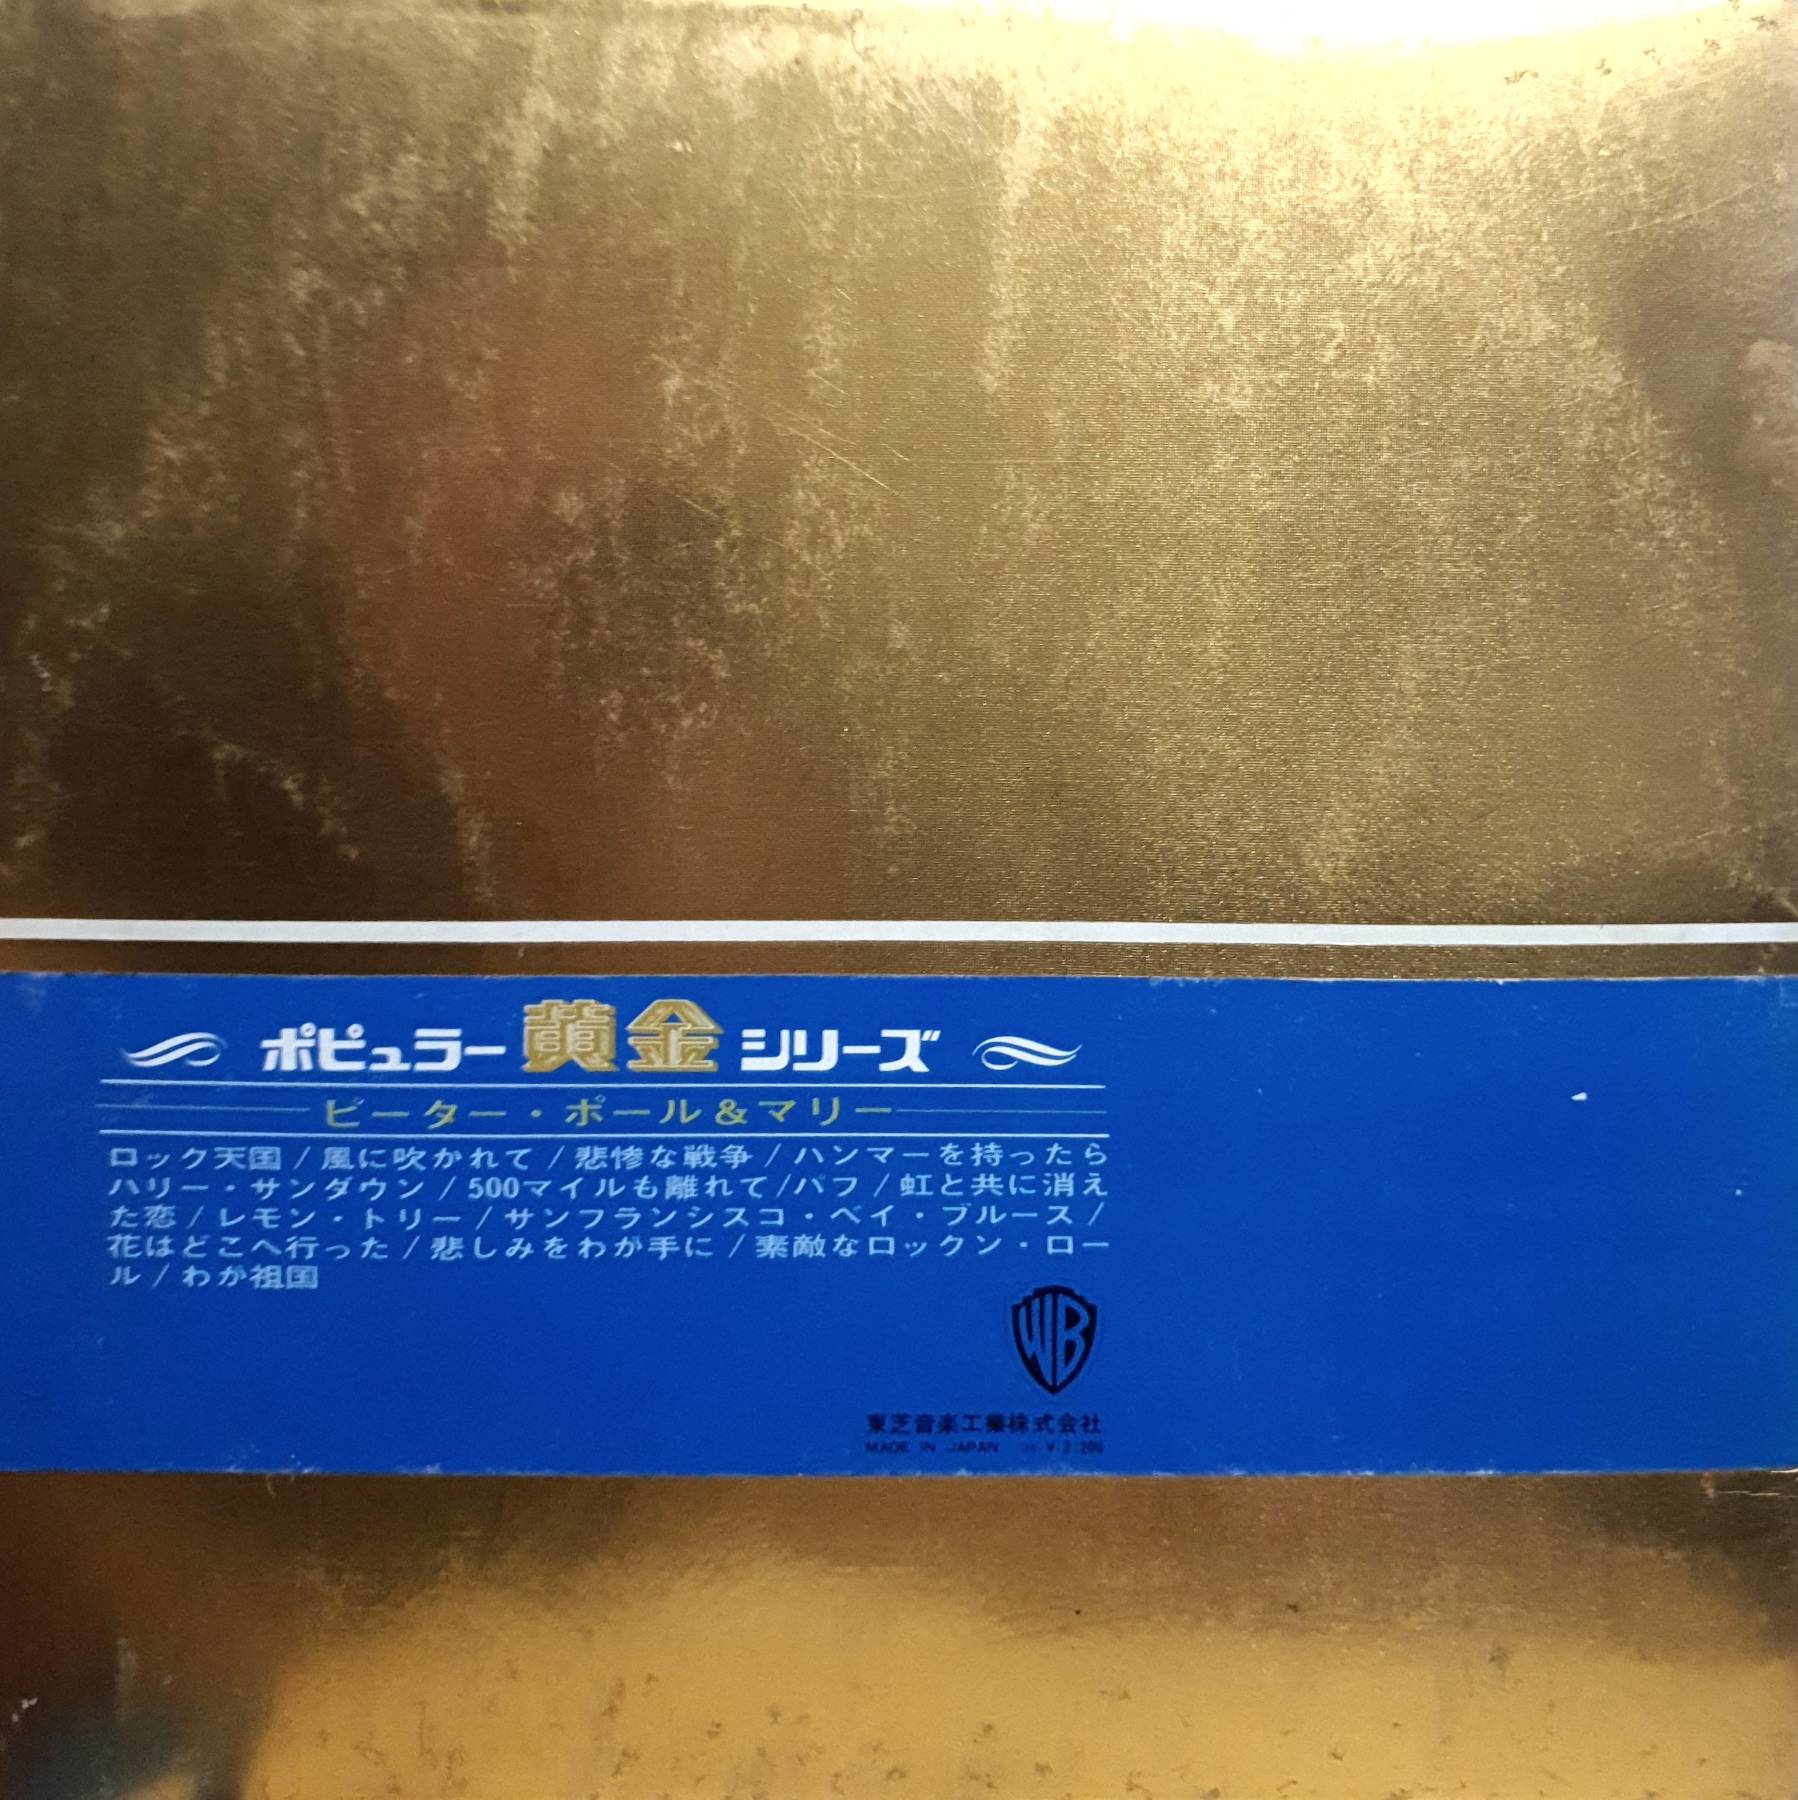 ポピュラー黄金シリーズ
ピーター・ポール&マリー
ロック天国/風に吹かれて/悲惨な戦争/ハンマーを持ったら
ハリー・サンダウン/500マイルも離れて/パフ/虹と共に消え
た恋/レモン・トリー/サンフランシスコ・ベイ・ブルース/
花はどこへ行った/悲しみをわが手に/素敵なロックン・ロー
ル/わが祖国
WB
東芝音楽工業株式会社
MADE IN JAPAN ¥2,200